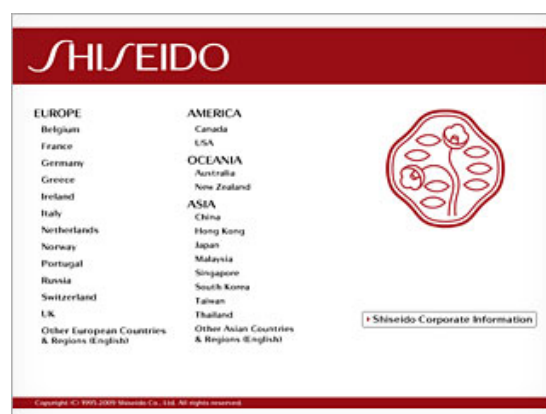 SHISEIDO
EUROPE
Belgium
France
Germany
Greece
Ireland
Italy
Netherlands
Norway
Portugal
Russia
Switzerland
UK
Other European Countries
& Regions (English)
AMERICA
Canada
USA
OCEANIA
Australia
New Zealand
ASIA
China
Hong Kong
Japan
Malaysia
Singapore
South Korea
Taiwan
Thailand
Other Asian Countries
& Regions (English)
Shiseido Corporate Information
Copyright (C) 1995-2009 Shiseido Co., Ltd. All rights reserved.